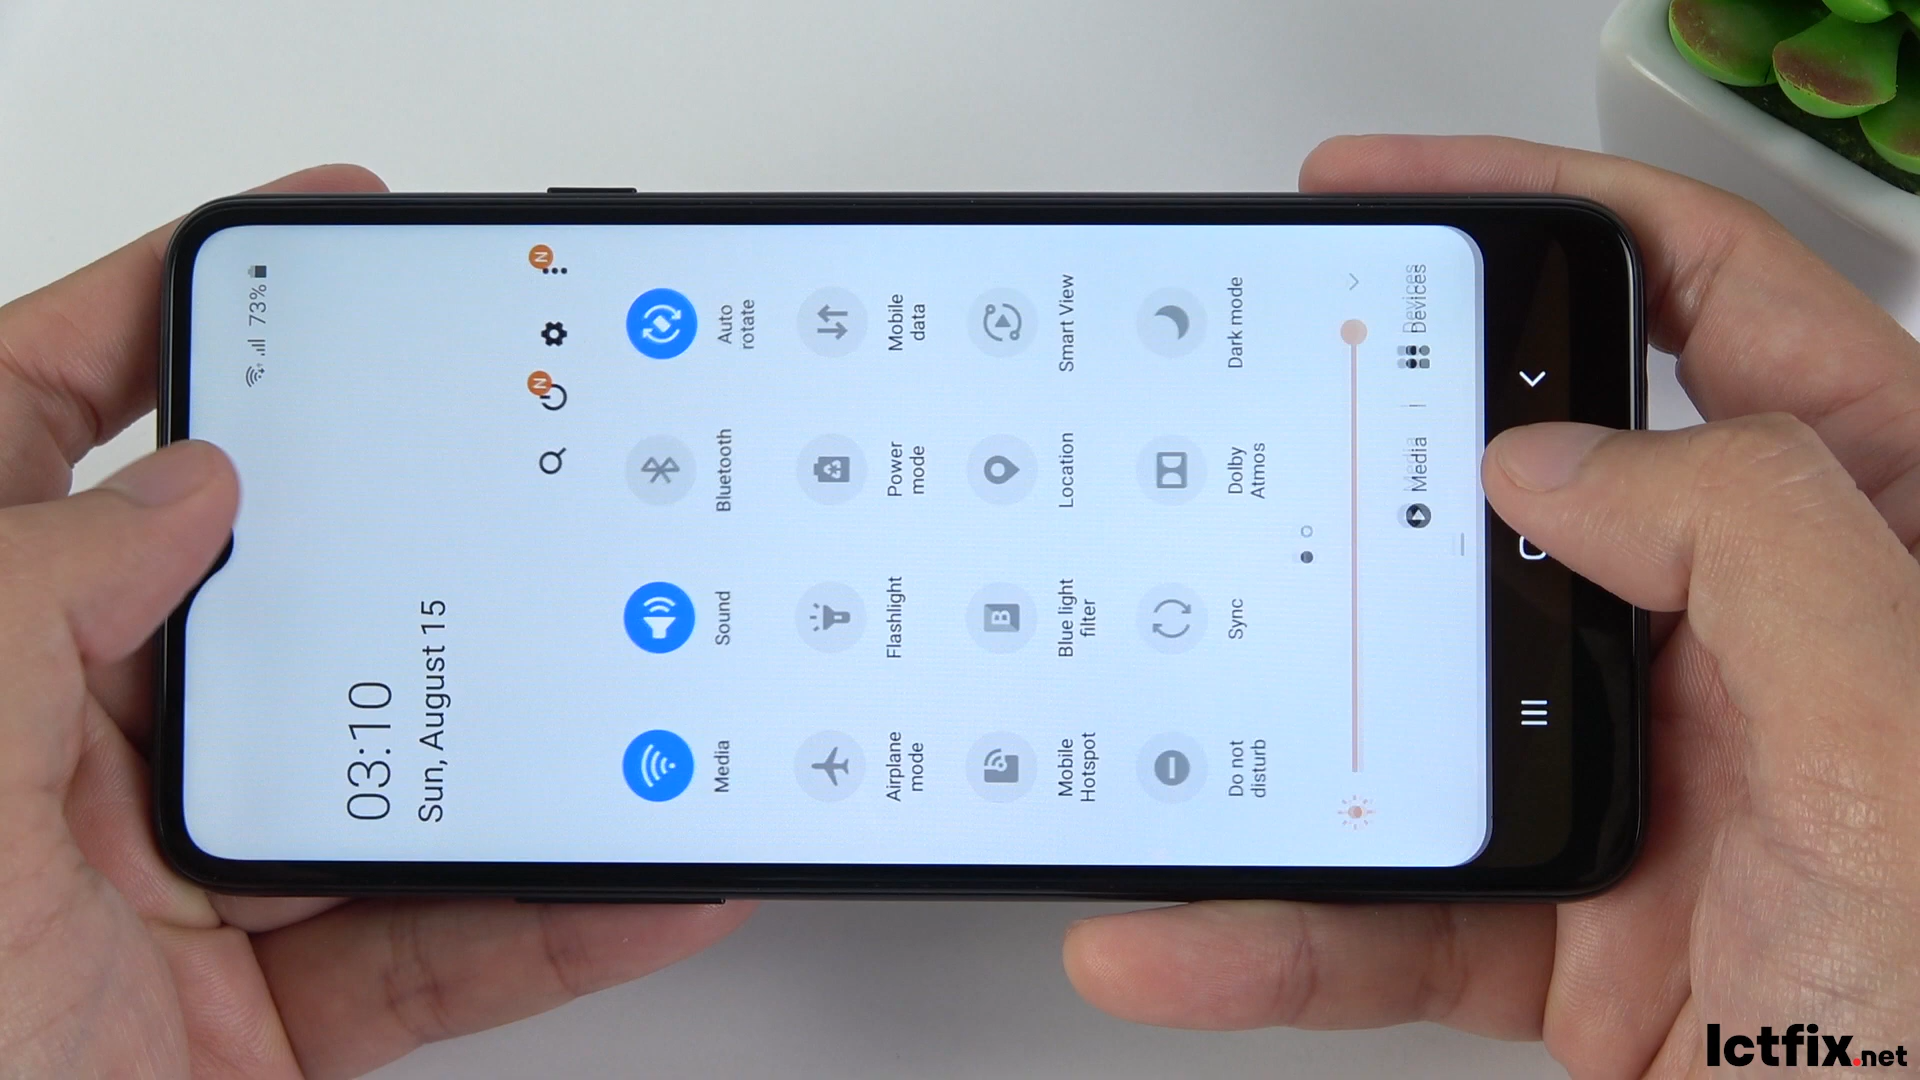 73%
03:10
Sun, August 15
N
N
Media
Sound
Bluetooth
Auto
rotate
Airplane
mode
Flashlight
Power
mode
Mobile
data
Mobile
Hotspot
B
Blue light
filter
Location
Smart View
Do not
disturb
Sync
Dolby
Atmos
Dark mode
Media
Devices
Ictfix.net